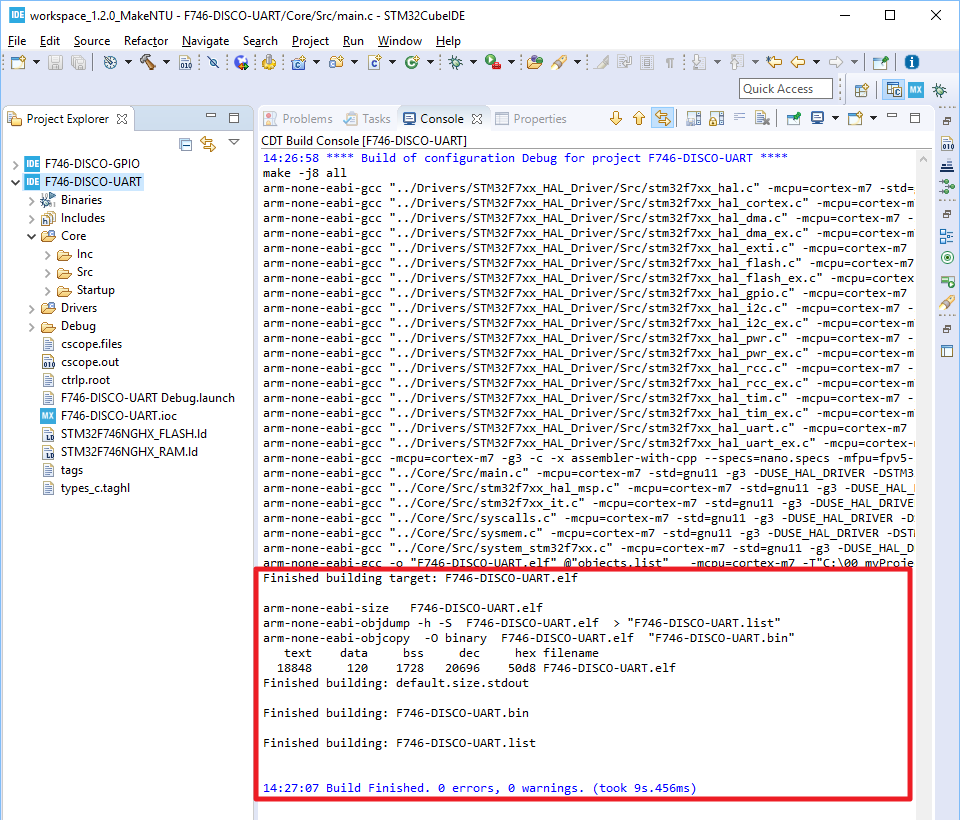 workspace_1.2.0_MakeNTU - F746-DISCO-UART/Core/Src/main.c - STM32CubeIDE
File Edit Source Refactor Navigate Search Project Run Window Help
Quick Access
Project Explorer
F746-DISCO-GPIO
F746-DISCO-UART
Binaries
Includes
Core
Inc
Src
Startup
Drivers
Debug
cscope.files
cscope.out
ctrlp.root
F746-DISCO-UART Debug.launch
F746-DISCO-UART.ioc
STM32F746NGHX_FLASH.ld
STM32F746NGHX_RAM.ld
tags
types_c.taghl
Problems Tasks Console Properties
CDT Build Console [F746-DISCO-UART]
14:26:58 **** Build of configuration Debug for project F746-DISCO-UART ****
make -j8 all
arm-none-eabi-gcc "../Drivers/STM32F7xx_HAL_Driver/Src/stm32f7xx_hal.c" -mcpu=cortex-m7 -std=
arm-none-eabi-gcc "../Drivers/STM32F7xx_HAL_Driver/Src/stm32f7xx_hal_cortex.c" -mcpu=cortex-m
arm-none-eabi-gcc "../Drivers/STM32F7xx_HAL_Driver/Src/stm32f7xx_hal_dma.c" -mcpu=cortex-m7 -
arm-none-eabi-gcc "../Drivers/STM32F7xx_HAL_Driver/Src/stm32f7xx_hal_dma_ex.c" -mcpu=cortex-m
arm-none-eabi-gcc "../Drivers/STM32F7xx_HAL_Driver/Src/stm32f7xx_hal_exti.c" -mcpu=cortex-m7
arm-none-eabi-gcc "../Drivers/STM32F7xx_HAL_Driver/Src/stm32f7xx_hal_flash.c" -mcpu=cortex-m7
arm-none-eabi-gcc "../Drivers/STM32F7xx_HAL_Driver/Src/stm32f7xx_hal_flash_ex.c" -mcpu=cortex
arm-none-eabi-gcc "../Drivers/STM32F7xx_HAL_Driver/Src/stm32f7xx_hal_gpio.c" -mcpu=cortex-m7
arm-none-eabi-gcc "../Drivers/STM32F7xx_HAL_Driver/Src/stm32f7xx_hal_i2c.c" -mcpu=cortex-m7 -
arm-none-eabi-gcc "../Drivers/STM32F7xx_HAL_Driver/Src/stm32f7xx_hal_i2c_ex.c" -mcpu=cortex-m
arm-none-eabi-gcc "../Drivers/STM32F7xx_HAL_Driver/Src/stm32f7xx_hal_pwr.c" -mcpu=cortex-m7 -
arm-none-eabi-gcc "../Drivers/STM32F7xx_HAL_Driver/Src/stm32f7xx_hal_pwr_ex.c" -mcpu=cortex-m
arm-none-eabi-gcc "../Drivers/STM32F7xx_HAL_Driver/Src/stm32f7xx_hal_rcc.c" -mcpu=cortex-m7 -
arm-none-eabi-gcc "../Drivers/STM32F7xx_HAL_Driver/Src/stm32f7xx_hal_rcc_ex.c" -mcpu=cortex-m
arm-none-eabi-gcc "../Drivers/STM32F7xx_HAL_Driver/Src/stm32f7xx_hal_tim.c" -mcpu=cortex-m7 -
arm-none-eabi-gcc "../Drivers/STM32F7xx_HAL_Driver/Src/stm32f7xx_hal_tim_ex.c" -mcpu=cortex-m
arm-none-eabi-gcc "../Drivers/STM32F7xx_HAL_Driver/Src/stm32f7xx_hal_uart.c" -mcpu=cortex-m7
arm-none-eabi-gcc "../Drivers/STM32F7xx_HAL_Driver/Src/stm32f7xx_hal_uart_ex.c" -mcpu=cortex-
arm-none-eabi-gcc -mcpu=cortex-m7 -g3 -c -x assembler-with-cpp --specs=nano.specs -mfpu=fpv5-
arm-none-eabi-gcc "../Core/Src/main.c" -mcpu=cortex-m7 -std=gnu11 -g3 -DUSE_HAL_DRIVER -DSTM3
arm-none-eabi-gcc "../Core/Src/stm32f7xx_hal_msp.c" -mcpu=cortex-m7 -std=gnu11 -g3 -DUSE_HAL_
arm-none-eabi-gcc "../Core/Src/stm32f7xx_it.c" -mcpu=cortex-m7 -std=gnu11 -g3 -DUSE_HAL_DRIVE
arm-none-eabi-gcc "../Core/Src/syscalls.c" -mcpu=cortex-m7 -std=gnu11 -g3 -DUSE_HAL_DRIVER -D
arm-none-eabi-gcc "../Core/Src/sysmem.c" -mcpu=cortex-m7 -std=gnu11 -g3 -DUSE_HAL_DRIVER -DST
arm-none-eabi-gcc "../Core/Src/system_stm32f7xx.c" -mcpu=cortex-m7 -std=gnu11 -g3 -DUSE_HAL_D
arm-none-eabi-gcc -o "F746-DISCO-UART.elf" @"objects.list" -mcpu=cortex-m7 -T"C:\00_myProje
Finished building target: F746-DISCO-UART.elf
arm-none-eabi-size F746-DISCO-UART.elf
arm-none-eabi-objdump -h -S F746-DISCO-UART.elf > "F746-DISCO-UART.list"
arm-none-eabi-objcopy -O binary F746-DISCO-UART.elf "F746-DISCO-UART.bin"
text data bss dec hex filename
18848 120 1728 20696 50d8 F746-DISCO-UART.elf
Finished building: default.size.stdout
Finished building: F746-DISCO-UART.bin
Finished building: F746-DISCO-UART.list
14:27:07 Build Finished. 0 errors, 0 warnings. (took 9s.456ms)